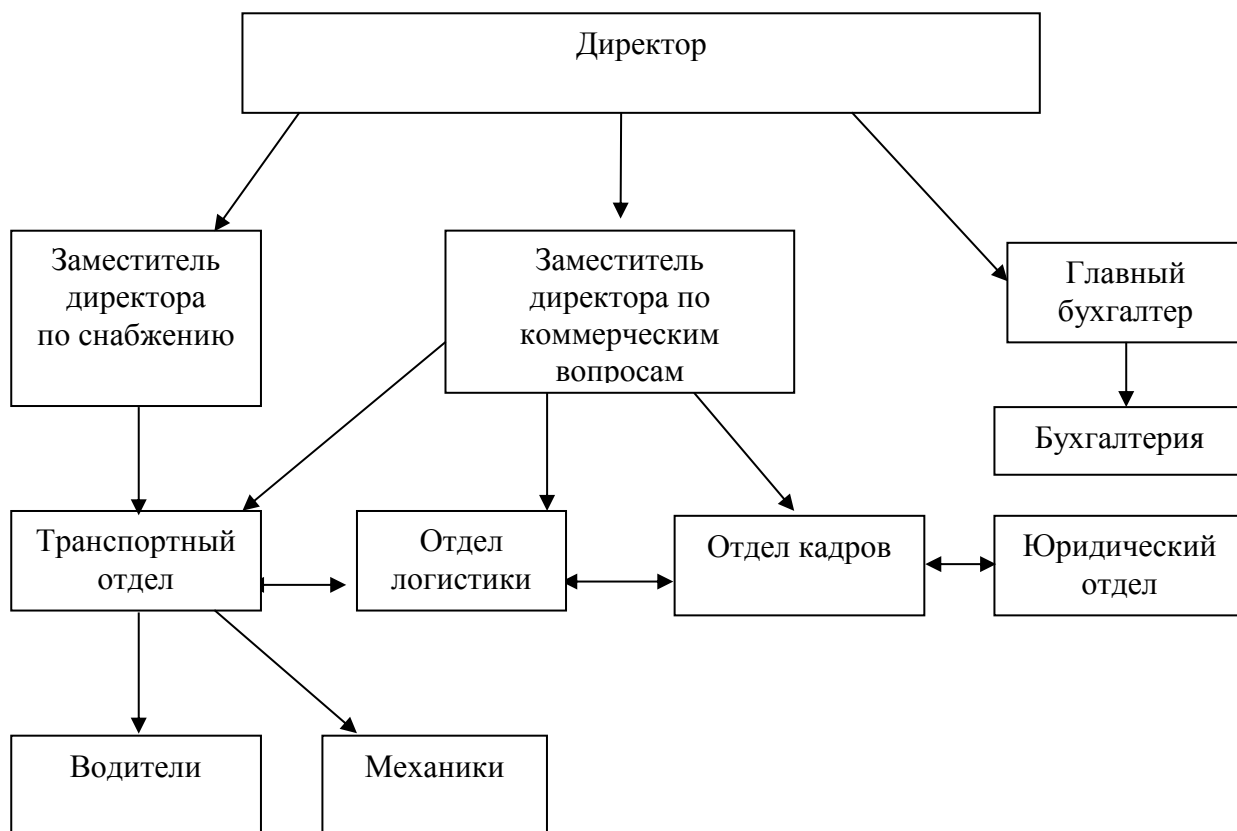 Директор
Заместитель
директора
по снабжению
Заместитель
директора по
коммерческим
вопросам
Главный
бухгалтер
Бухгалтерия
Транспортный
отдел
Отдел
логистики
Отдел кадров
Юридический
отдел
Водители
Механики